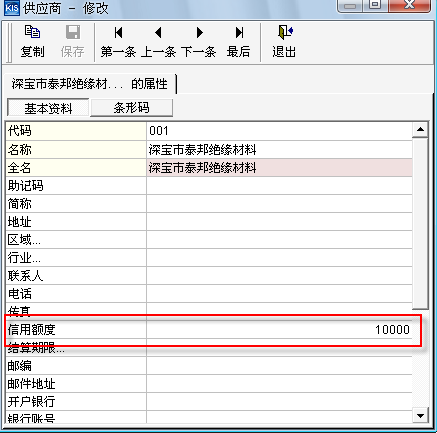 KIS 供应商 - 修改
复制 保存 第一条 上一条 下一条 最后 退出
深宝市泰邦绝缘材... 的属性
基本资料 条形码
代码 001
名称 深宝市泰邦绝缘材料
全名 深宝市泰邦绝缘材料
助记码
简称
地址
区域...
行业...
联系人
电话
传真
信用额度 10000
结算期限...
邮编
邮件地址
开户银行
银行账号